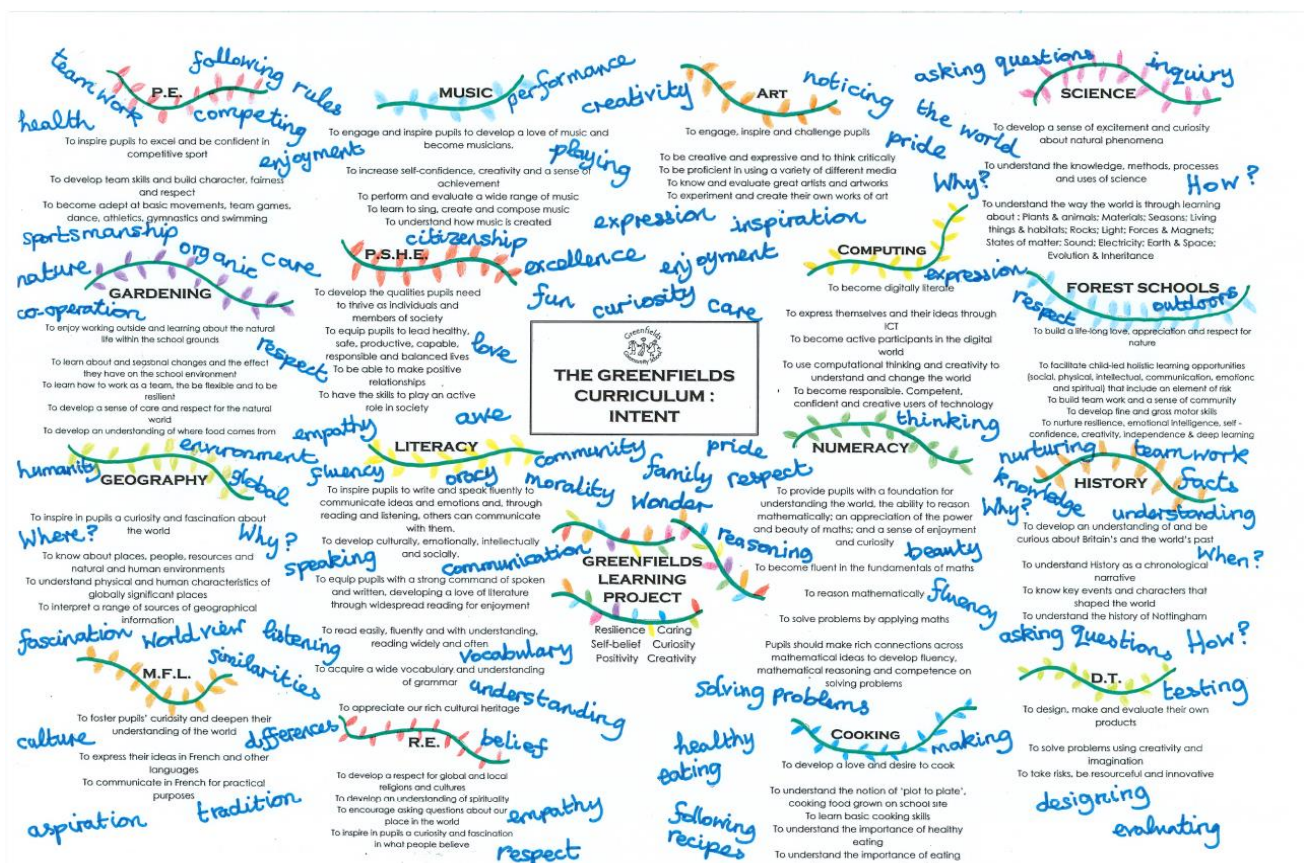 team work
P.E.
following rules
health
competing
enjoyment
To inspire pupils to excel and be confident in
competitive sport
To develop team skills and build character, fairness
and respect
To become adept at basic movements, team games,
dance, athletics, gymnastics and swimming
sportsmanship
MUSIC
performance
To engage and inspire pupils to develop a love of music and
become musicians.
playing
To increase self-confidence, creativity and a sense of
achievement
To perform and evaluate a wide range of music
To learn to sing, create and compose music
To understand how music is created
creativity
ART
noticing
the world
pride
To engage, inspire and challenge pupils
To be creative and expressive and to think critically
To be proficient in using a variety of different media
To know and evaluate great artists and artworks
To experiment and create their own works of art
expression
inspiration
asking questions
SCIENCE
inquiry
To develop a sense of excitement and curiosity
about natural phenomena
Why?
How?
To understand the knowledge, methods, processes
and uses of science
To understand the way the world is through learning
about : Plants & animals; Materials; Seasons; Living
things & habitats; Rocks; Light; Forces & Magnets;
States of matter; Sound; Electricity; Earth & Space;
Evolution & Inheritance
nature
organic
care
GARDENING
co-operation
To enjoy working outside and learning about the natural
life within the school grounds
respect
To learn about and seasonal changes and the effect
they have on the school environment
To learn how to work as a team, the be flexible and to be
resilient
To develop a sense of care and respect for the natural
world
To develop an understanding of where food comes from
citizenship
P.S.H.E.
To develop the qualities pupils need
to thrive as individuals and
members of society
To equip pupils to lead healthy,
safe, productive, capable,
responsible and balanced lives
To be able to make positive
relationships
To have the skills to play an active
role in society
love
awe
empathy
excellence
enjoyment
fun
curiosity
care
Greenfields
Community School
THE GREENFIELDS
CURRICULUM :
INTENT
COMPUTING
expression
To become digitally literate
To express themselves and their ideas through
ICT
To become active participants in the digital
world
To use computational thinking and creativity to
understand and change the world
To become responsible. Competent,
confident and creative users of technology
FOREST SCHOOLS
respect
outdoors
To build a life-long love, appreciation and respect for
nature
To facilitate child-led holistic learning opportunities
(social, physical, intellectual, communication, emotionc
and spiritual) that include an element of risk
To build team work and a sense of community
To develop fine and gross motor skills
To nurture resilience, emotional intelligence, self -
confidence, creativity, independence & deep learning
nurturing
team work
humanity
environment
GEOGRAPHY
global
To inspire in pupils a curiosity and fascination about
the world
Where?
Why?
To know about places, people, resources and
natural and human environments
To understand physical and human characteristics of
globally significant places
To interpret a range of sources of geographical
information
fascination
world view
LITERACY
fluency
oracy
To inspire pupils to write and speak fluently to
communicate ideas and emotions and, through
reading and listening, others can communicate
with them.
To develop culturally, emotionally, intellectually
and socially.
speaking
communication
To equip pupils with a strong command of spoken
and written, developing a love of literature
through widespread reading for enjoyment
listening
To read easily, fluently and with understanding,
reading widely and often
vocabulary
To acquire a wide vocabulary and understanding
of grammar
understanding
To appreciate our rich cultural heritage
community
pride
family
respect
morality
wonder
GREENFIELDS
LEARNING
PROJECT
Resilience Caring
Self-belief Curiosity
Positivity Creativity
thinking
NUMERACY
To provide pupils with a foundation for
understanding the world, the ability to reason
mathematically; an appreciation of the power
and beauty of maths; and a sense of enjoyment
and curiosity
reasoning
beauty
To become fluent in the fundamentals of maths
To reason mathematically
fluency
To solve problems by applying maths
Pupils should make rich connections across
mathematical ideas to develop fluency,
mathematical reasoning and competence on
solving problems
solving problems
knowledge
HISTORY
facts
Why?
understanding
To develop an understanding of and be
curious about Britain's and the world's past
When?
To understand History as a chronological
narrative
To know key events and characters that
shaped the world
To understand the history of Nottingham
asking questions
How?
similarities
M.F.L.
To foster pupils' curiosity and deepen their
understanding of the world
culture
differences
To express their ideas in French and other
languages
To communicate in French for practical
purposes
aspiration
tradition
R.E.
belief
To develop a respect for global and local
religions and cultures
To develop an understanding of spirituality
To encourage asking questions about our
place in the world
To inspire in pupils a curiosity and fascination
in what people believe
empathy
respect
healthy
eating
following
recipes
COOKING
making
To develop a love and desire to cook
To understand the notion of 'plot to plate',
cooking food grown on school site
To learn basic cooking skills
To understand the importance of healthy
eating
To understand the importance of eating
D.T.
testing
To design, make and evaluate their own
products
To solve problems using creativity and
imagination
To take risks, be resourceful and innovative
designing
evaluating